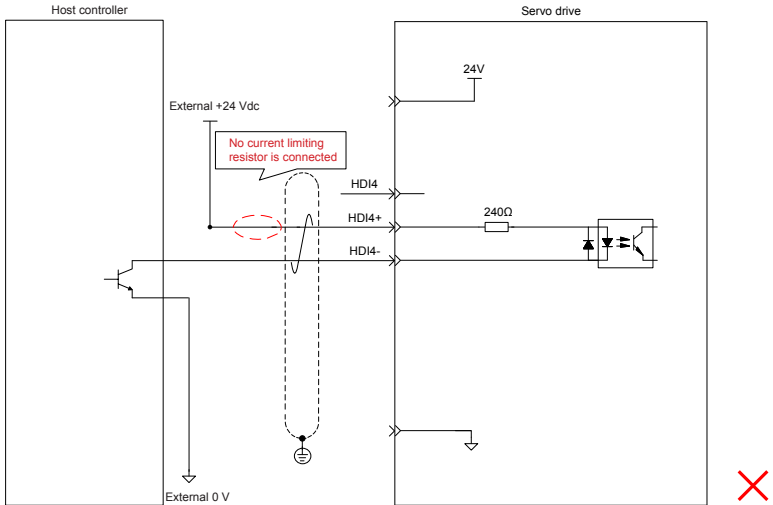 Host controller
Servo drive
24V
External +24 Vdc
No current limiting
resistor is connected
HDI4
HDI4+
240Ω
HDI4-
External 0 V